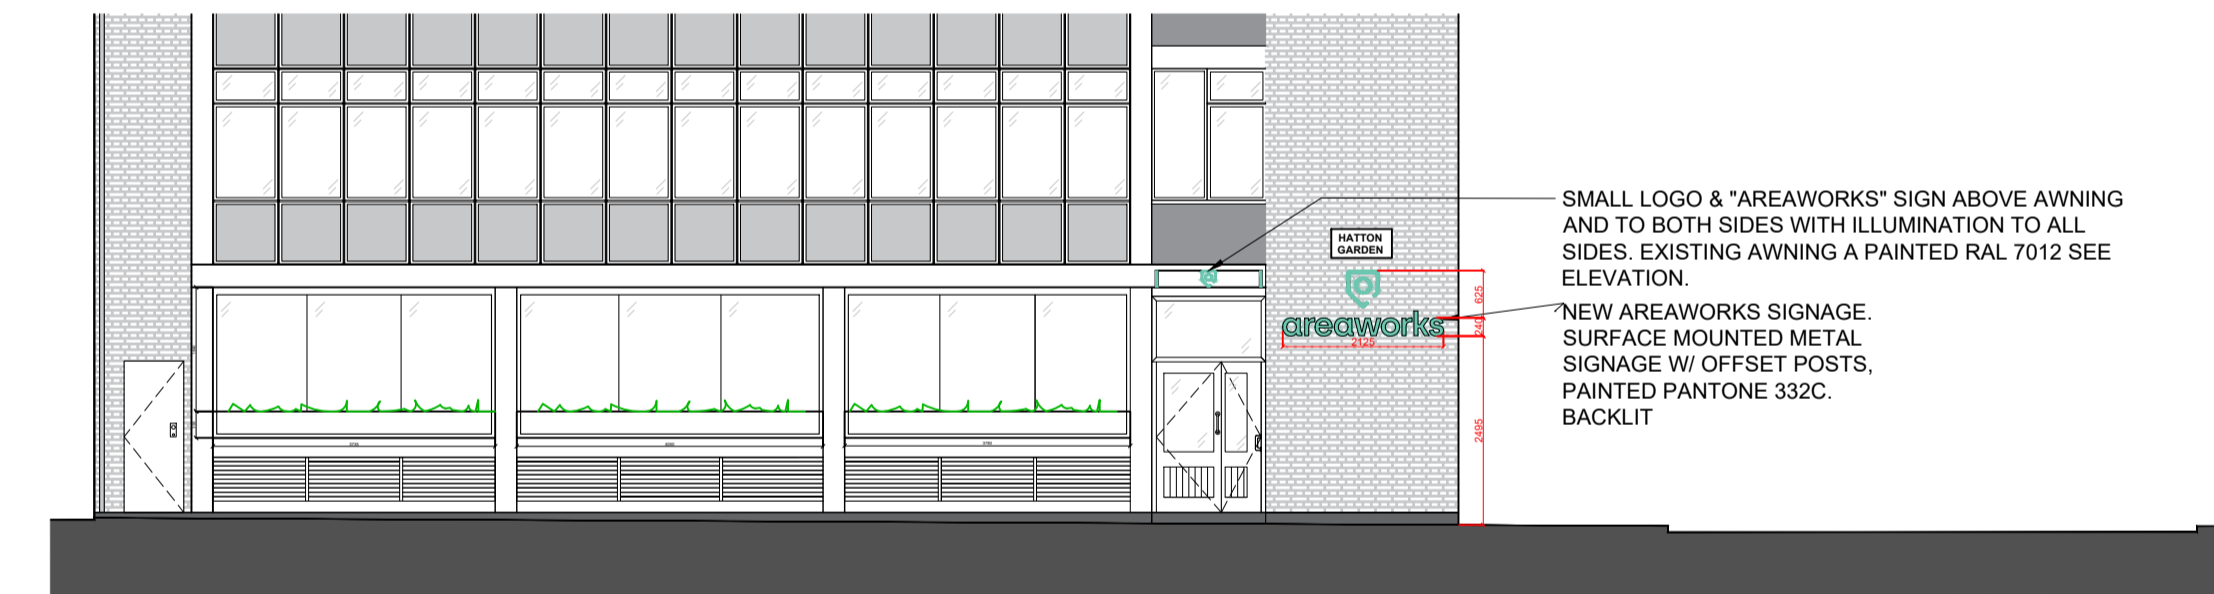 SMALL LOGO & "AREAWORKS" SIGN ABOVE AWNING
AND TO BOTH SIDES WITH ILLUMINATION TO ALL
SIDES. EXISTING AWNING A PAINTED RAL 7012 SEE
ELEVATION.
HATTON
GARDEN
areaworks
2125
625
240
2495
NEW AREAWORKS SIGNAGE.
SURFACE MOUNTED METAL
SIGNAGE W/ OFFSET POSTS,
PAINTED PANTONE 332C.
BACKLIT